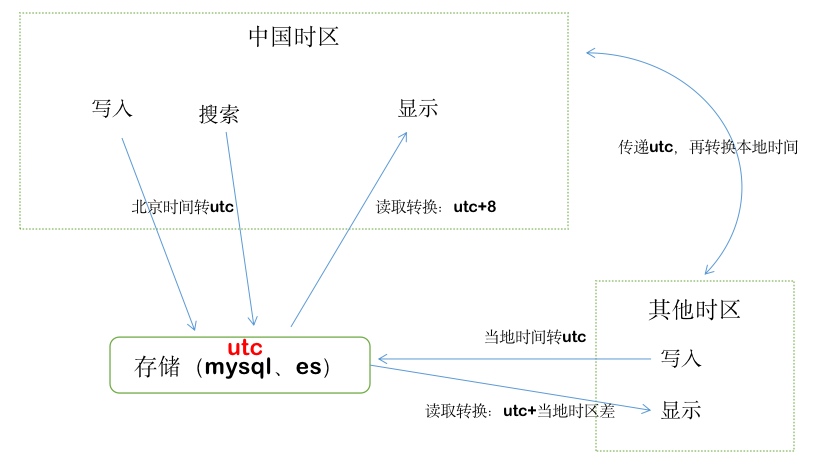 中国时区
写入
搜索
显示
传递utc，再转换本地时间
北京时间转utc
读取转换：utc+8
其他时区
utc
存储（mysql、es）
当地时间转utc
写入
读取转换：utc+当地时区差
显示